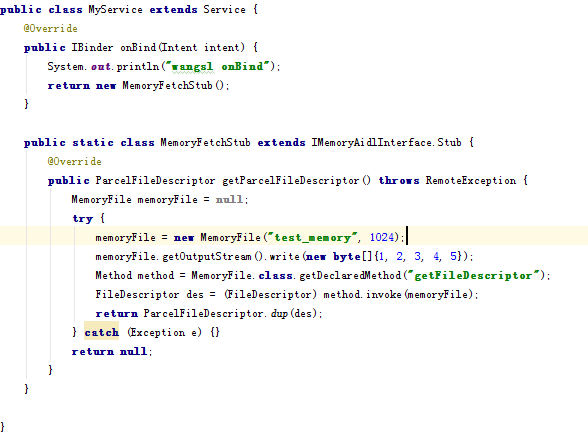 public class MyService extends Service {
    @Override
    public IBinder onBind(Intent intent) {
        System.out.println("wangsl onBind");
        return new MemoryFetchStub();
    }

    public static class MemoryFetchStub extends IMemoryAidlInterface.Stub {
        @Override
        public ParcelFileDescriptor getParcelFileDescriptor() throws RemoteException {
            MemoryFile memoryFile = null;
            try {
                memoryFile = new MemoryFile("test_memory", 1024);
                memoryFile.getOutputStream().write(new byte[]{1, 2, 3, 4, 5});
                Method method = MemoryFile.class.getDeclaredMethod("getFileDescriptor");
                FileDescriptor des = (FileDescriptor) method.invoke(memoryFile);
                return ParcelFileDescriptor.dup(des);
            } catch (Exception e) {}
            return null;
        }
    }

}